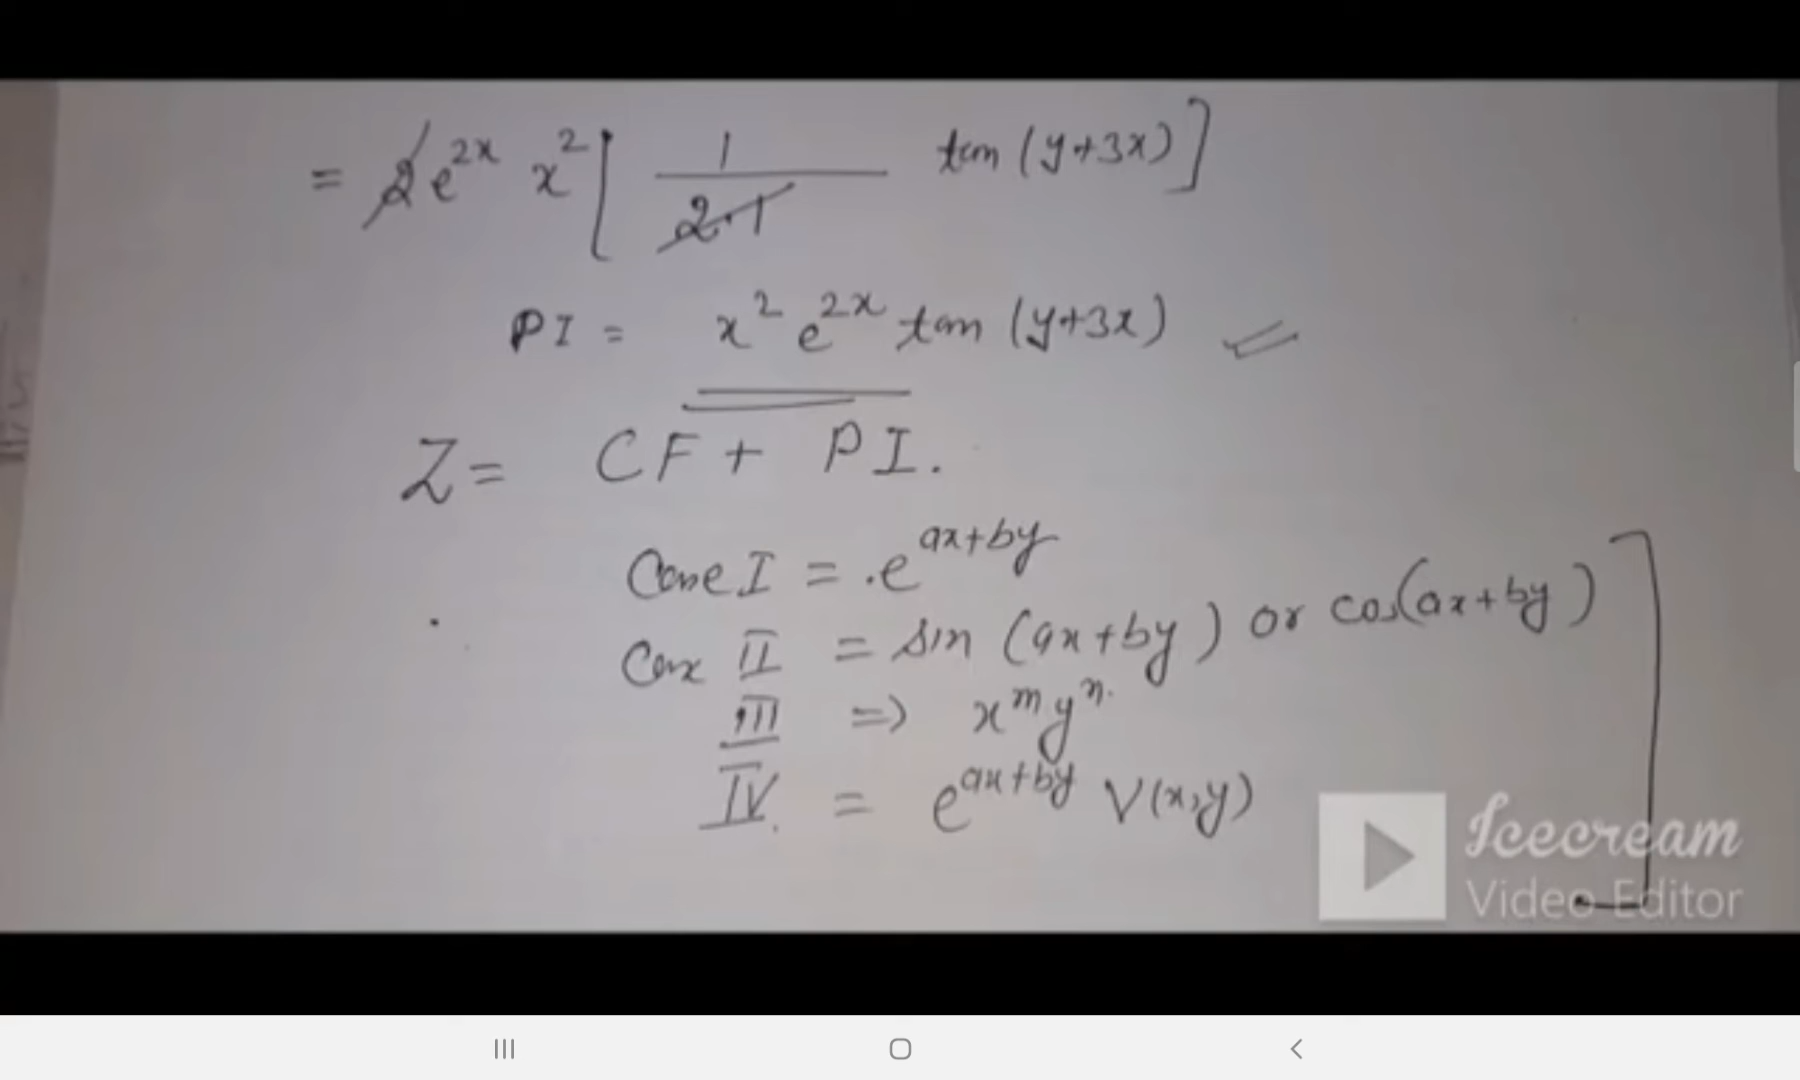 = 2e^{2x} x^2 [ 1/2·1 tan (y+3x) ]
PI = x^2 e^{2x} tan (y+3x)
Z = CF + PI.
Case I = . e^{ax+by}
Case II = sin (ax+by) or cos(ax+by)
III => x^m y^n.
IV. = e^{ax+by} V(x,y)
Icecream
Video Editor